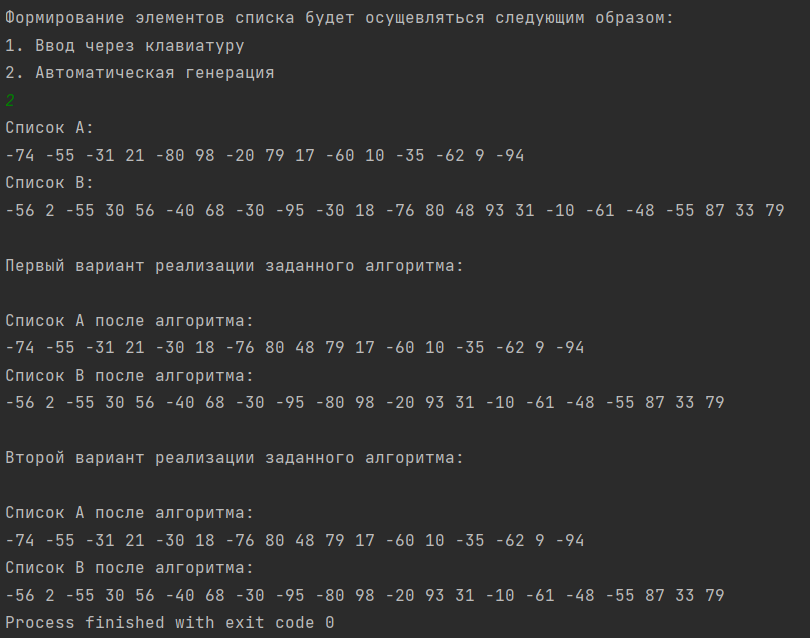 Формирование элементов списка будет осущевляться следующим образом:
1. Ввод через клавиатуру
2. Автоматическая генерация
2
Список A:
-74 -55 -31 21 -80 98 -20 79 17 -60 10 -35 -62 9 -94
Список B:
-56 2 -55 30 56 -40 68 -30 -95 -30 18 -76 80 48 93 31 -10 -61 -48 -55 87 33 79
Первый вариант реализации заданного алгоритма:
Список A после алгоритма:
-74 -55 -31 21 -30 18 -76 80 48 79 17 -60 10 -35 -62 9 -94
Список B после алгоритма:
-56 2 -55 30 56 -40 68 -30 -95 -80 98 -20 93 31 -10 -61 -48 -55 87 33 79
Второй вариант реализации заданного алгоритма:
Список A после алгоритма:
-74 -55 -31 21 -30 18 -76 80 48 79 17 -60 10 -35 -62 9 -94
Список B после алгоритма:
-56 2 -55 30 56 -40 68 -30 -95 -80 98 -20 93 31 -10 -61 -48 -55 87 33 79
Process finished with exit code 0